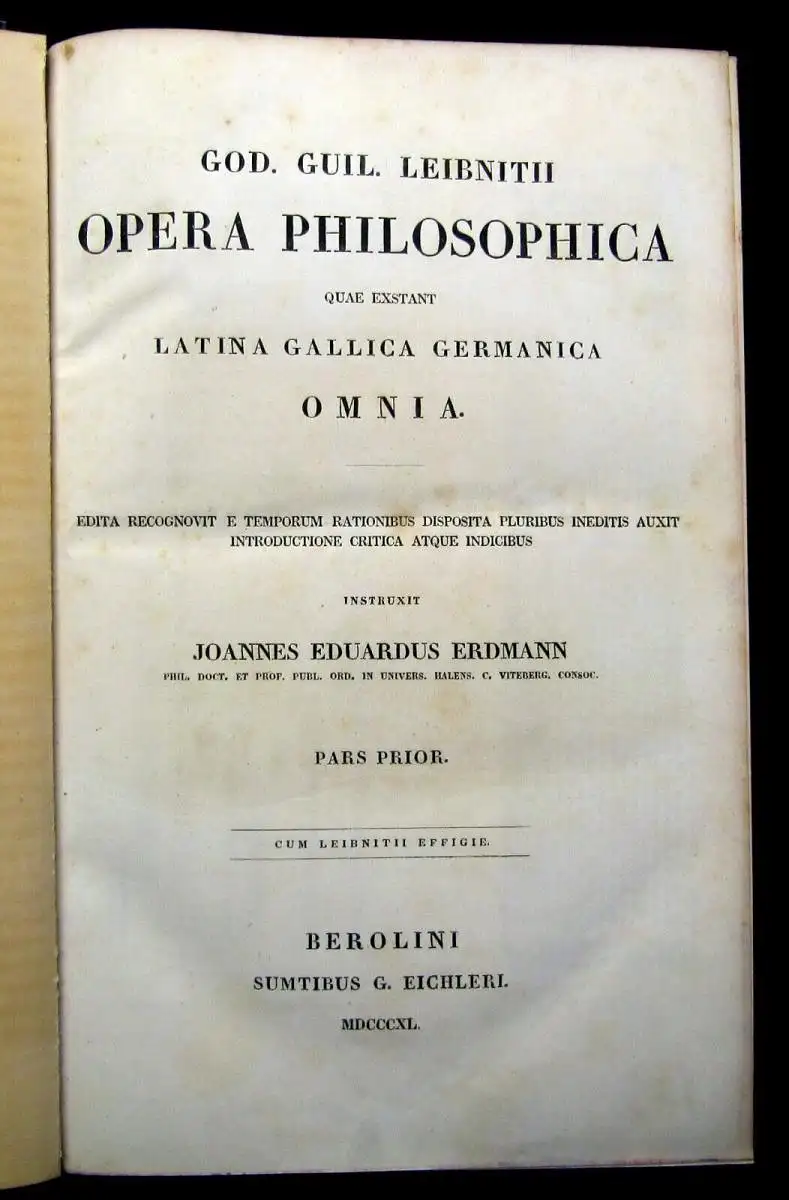 GOD. GUIL. LEIBNITII
OPERA PHILOSOPHICA
QUAE EXSTANT
LATINA GALLICA GERMANICA
OMNIA.
EDITA RECOGNOVIT E TEMPORUM RATIONIBUS DISPOSITA PLURIBUS INEDITIS AUXIT
INTRODUCTIONE CRITICA ATQUE INDICIBUS
INSTRUXIT
JOANNES EDUARDUS ERDMANN
PHIL. DOCT. ET PROF. PUBL. ORD. IN UNIVERS. HALENS. C. VITEBERG. CONSOC.
PARS PRIOR.
CUM LEIBNITII EFFIGIE.
BEROLINI
SUMTIBUS G. EICHLERI.
MDCCCXL.